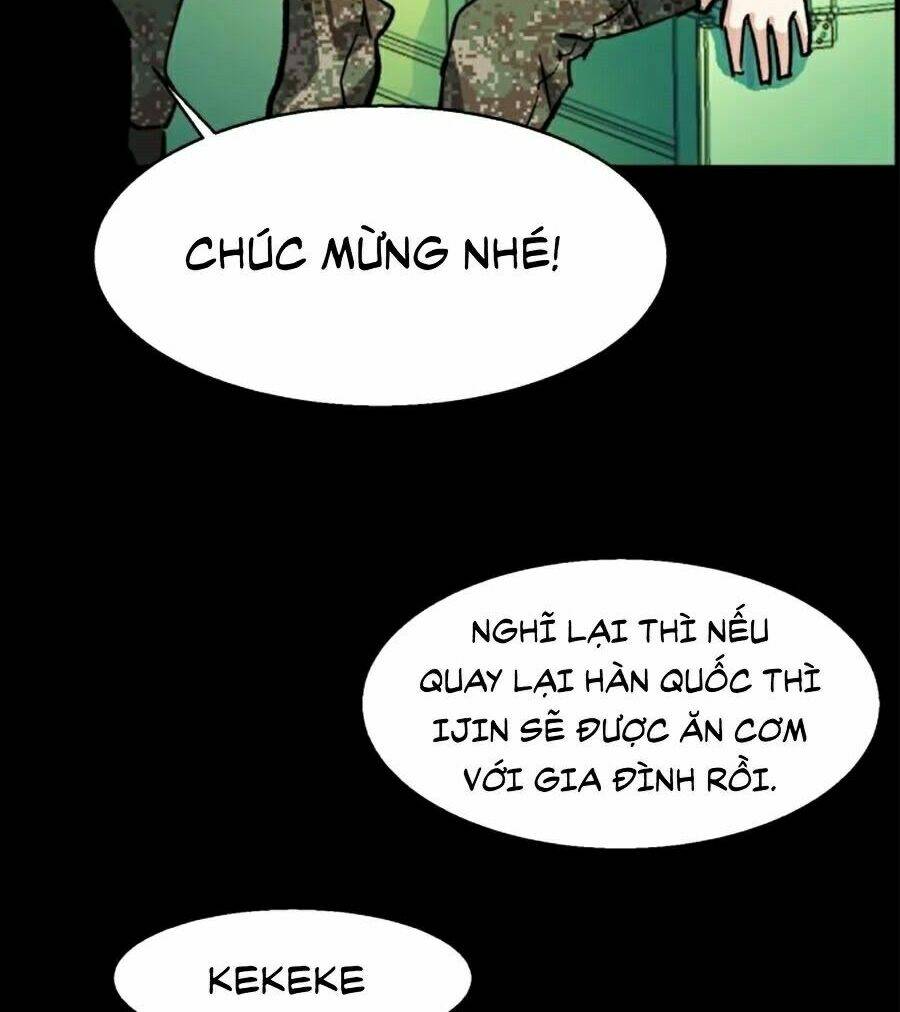 CHÚC MỪNG NHÉ!
NGHĨ LẠI THÌ NẾU
QUAY LẠI HÀN QUỐC THÌ
IJIN SẼ ĐƯỢC ĂN CƠM
VỚI GIA ĐÌNH RỒI.
KEKEKE